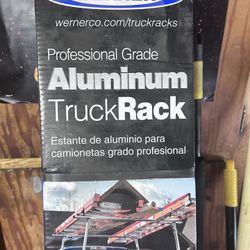 wernerco.com/truckracks
Professional Grade
Aluminum
TruckRack
Estante de aluminio para
camionetas grado profesional